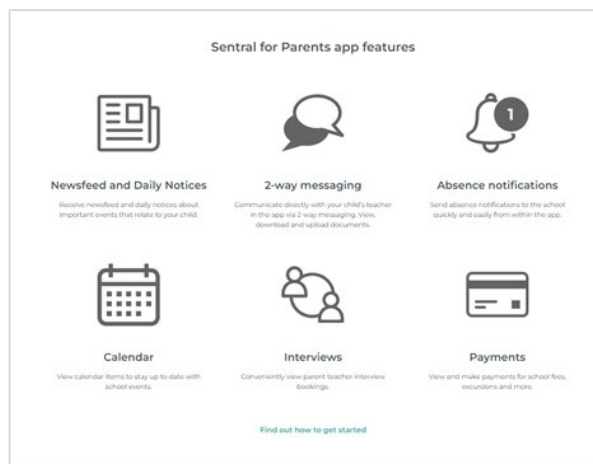 Sentral for Parents app features
1
Newsfeed and Daily Notices
Receive newsfeed and daily notices about
important events that relate to your child.
2-way messaging
Communicate directly with your child's teacher
in the app via 2-way messaging. View,
download and upload documents.
Absence notifications
Send absence notifications to the school
quickly and easily from within the app.
Calendar
View calendar items to stay up to date with
school events.
Interviews
Conveniently view parent teacher interview
bookings.
Payments
View and make payments for school fees,
excursions and more.
Find out how to get started